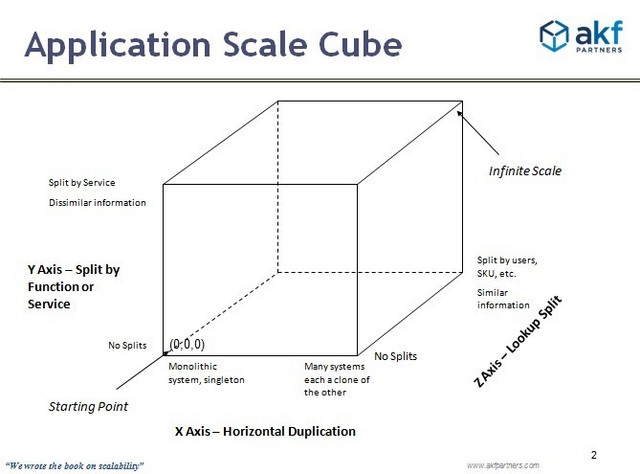 Application Scale Cube
akf
PARTNERS
Infinite Scale
Split by Service
Dissimilar information
Y Axis – Split by
Function or
Service
Split by users,
SKU, etc.
Similar
information
Z Axis – Lookup Split
No Splits
(0,0,0)
No Splits
Monolithic
system, singleton
Many systems
each a clone of
the other
Starting Point
X Axis – Horizontal Duplication
2
"We wrote the book on scalability"
www.akfpartners.com